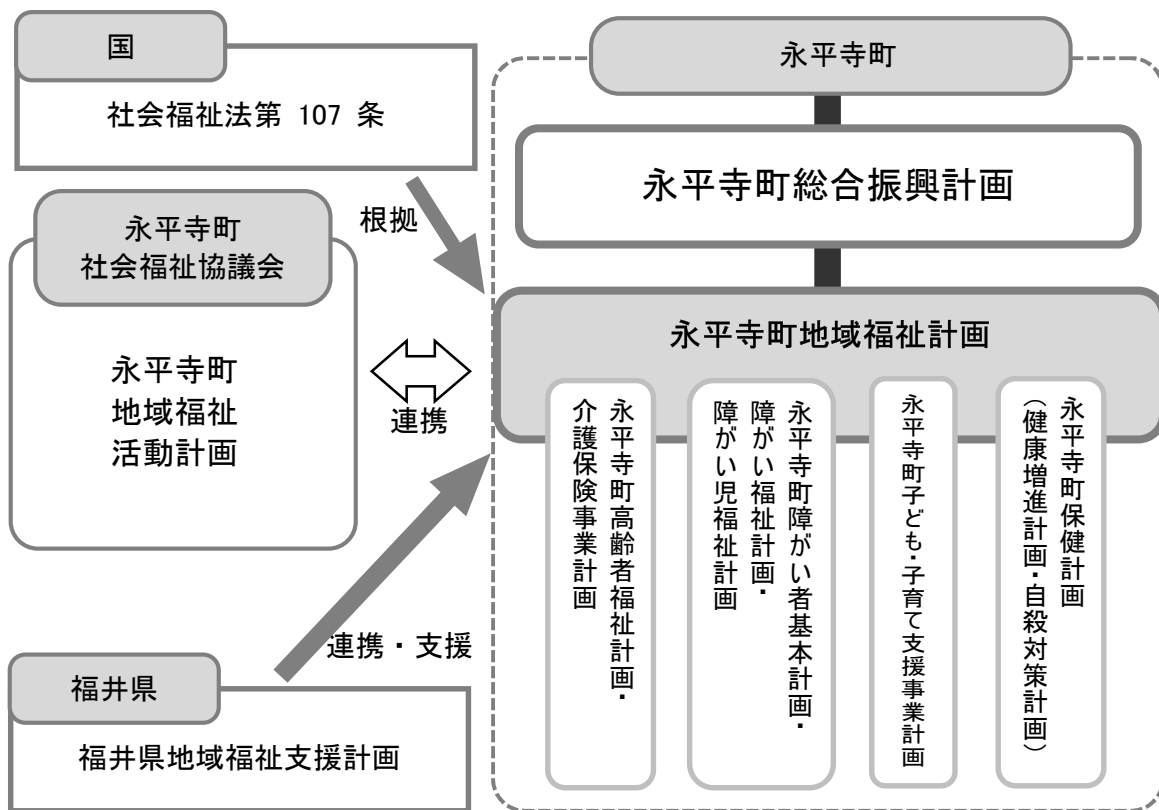 国
社会福祉法第 107 条
根拠
永平寺町
社会福祉協議会
永平寺町
地域福祉
活動計画
連携
連携・支援
福井県
福井県地域福祉支援計画
永平寺町
永平寺町総合振興計画
永平寺町地域福祉計画
永平寺町高齢者福祉計画・
介護保険事業計画
永平寺町障がい者基本計画・
障がい福祉計画・
障がい児福祉計画
永平寺町子ども・子育て支援事業計画
永平寺町保健計画
(健康増進計画・自殺対策計画)